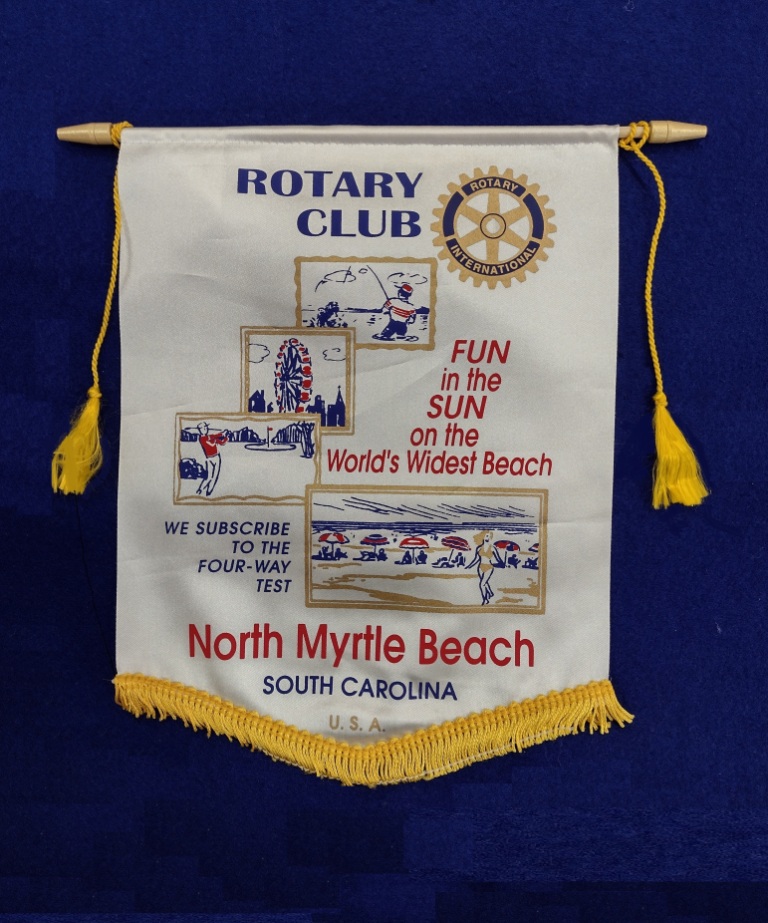 ROTARY
CLUB
ROTARY
INTERNATIONAL
FUN
in the
SUN
on the
World's Widest Beach
WE SUBSCRIBE
TO THE
FOUR-WAY
TEST
North Myrtle Beach
SOUTH CAROLINA
U. S. A.